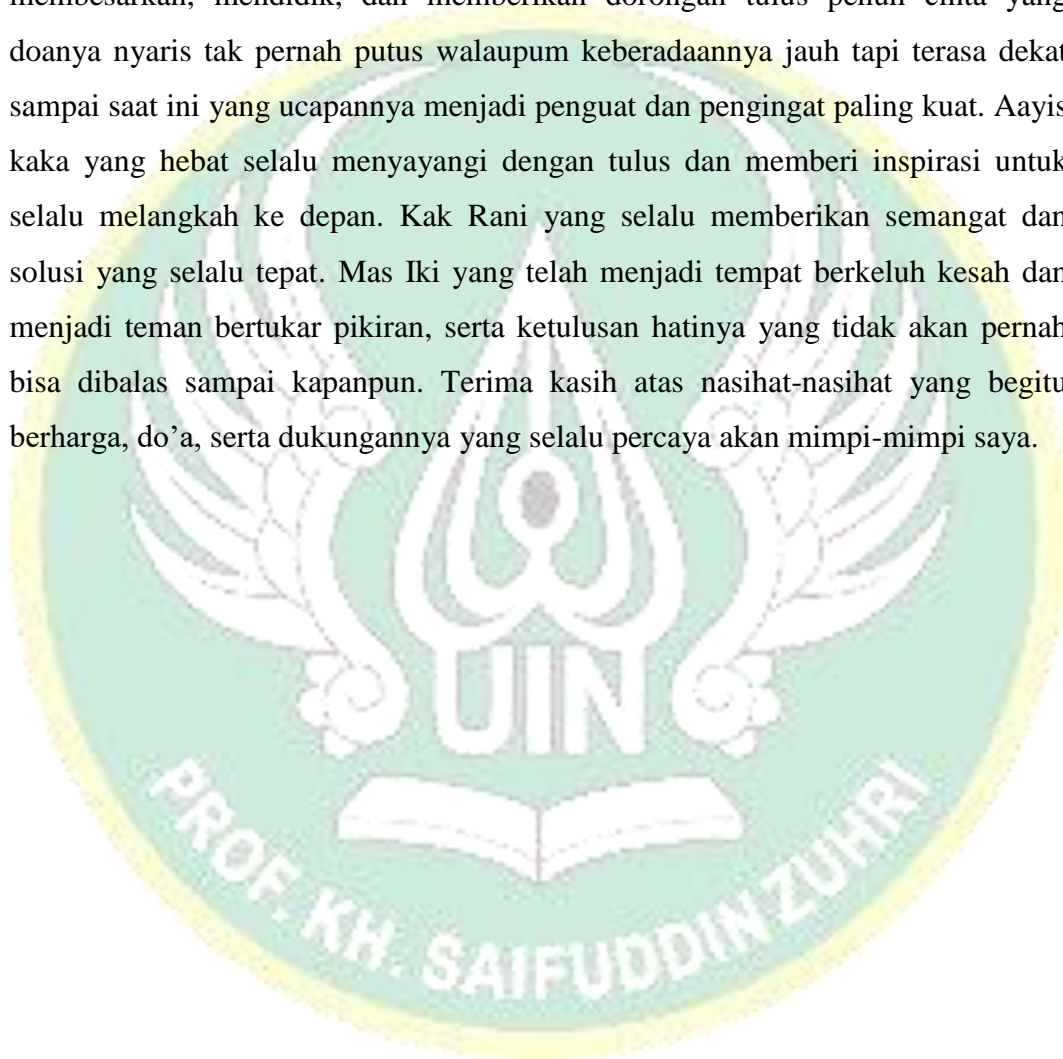 membesarkan, mendidik, dan memberikan dorongan tulus penuh cinta yang
doanya nyaris tak pernah putus walaupum keberadaannya jauh tapi terasa dekat
sampai saat ini yang ucapannya menjadi penguat dan pengingat paling kuat. Aayis
kaka yang hebat selalu menyayangi dengan tulus dan memberi inspirasi untuk
selalu melangkah ke depan. Kak Rani yang selalu memberikan semangat dan
solusi yang selalu tepat. Mas Iki yang telah menjadi tempat berkeluh kesah dan
menjadi teman bertukar pikiran, serta ketulusan hatinya yang tidak akan pernah
bisa dibalas sampai kapanpun. Terima kasih atas nasihat-nasihat yang begitu
berharga, do’a, serta dukungannya yang selalu percaya akan mimpi-mimpi saya.
UIN
PROF. KH. SAIFUDDIN ZUHRI